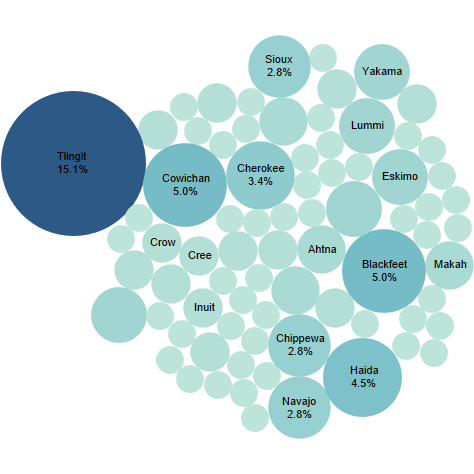 Sioux
2.8%
Yakama
Lummi
Tlingit
15.1%
Cowichan
5.0%
Cherokee
3.4%
Eskimo
Crow
Cree
Ahtna
Blackfeet
5.0%
Makah
Inuit
Chippewa
2.8%
Haida
4.5%
Navajo
2.8%